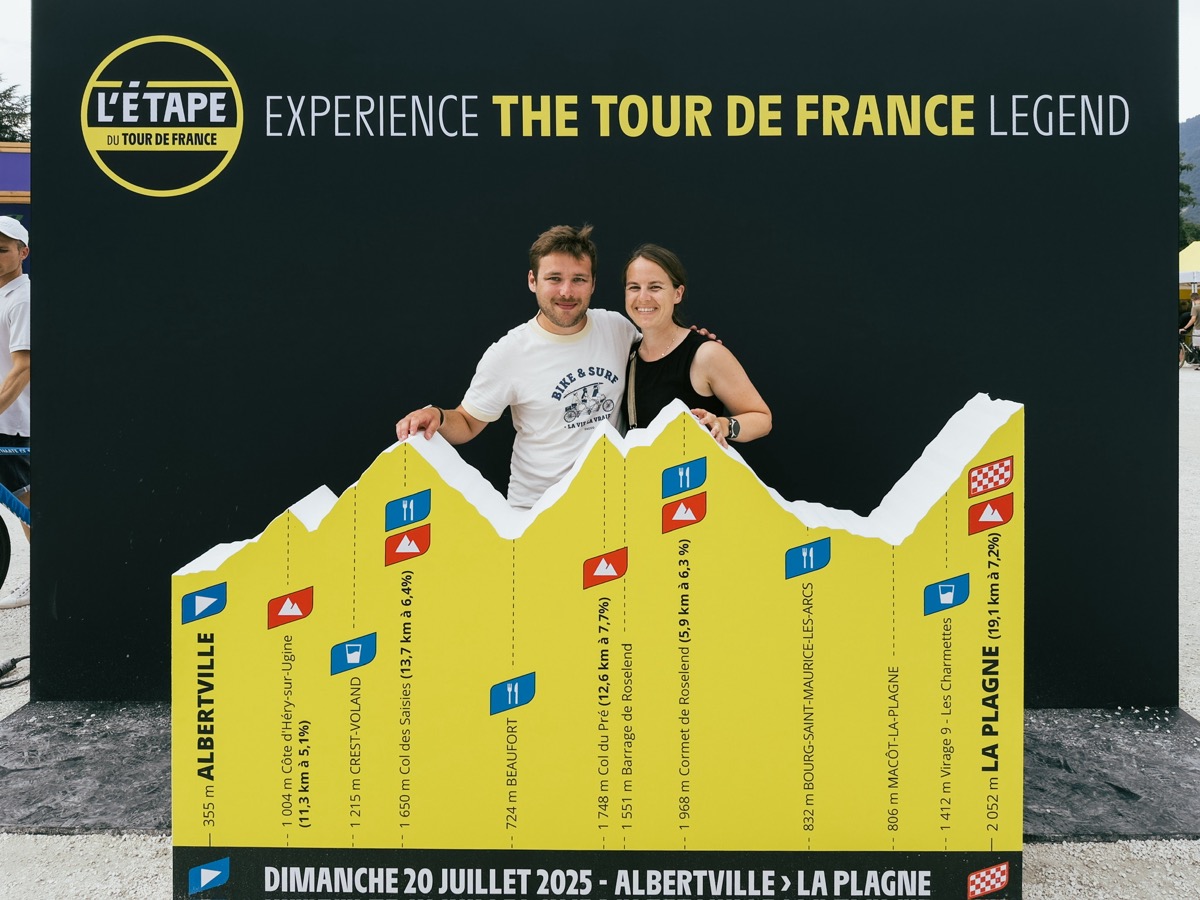 L'ÉTAPE
DU TOUR DE FRANCE
EXPERIENCE THE TOUR DE FRANCE LEGEND
BIKE & SURF
LA VIE LA VRAIE
355 m ALBERTVILLE
1 004 m Côte d'Héry-sur-Ugine
(11,3 km à 5,1%)
1 215 m CREST-VOLAND
1 650 m Col des Saisies (13,7 km à 6,4%)
724 m BEAUFORT
1 748 m Col du Pré (12,6 km à 7,7%)
1 551 m Barrage de Roselend
1 968 m Cormet de Roselend (5,9 km à 6,3 %)
832 m BOURG-SAINT-MAURICE-LES-ARCS
806 m MACÔT-LA-PLAGNE
1 412 m Virage 9 - Les Charmettes
2 052 m LA PLAGNE (19,1 km à 7,2%)
DIMANCHE 20 JUILLET 2025 - ALBERTVILLE > LA PLAGNE